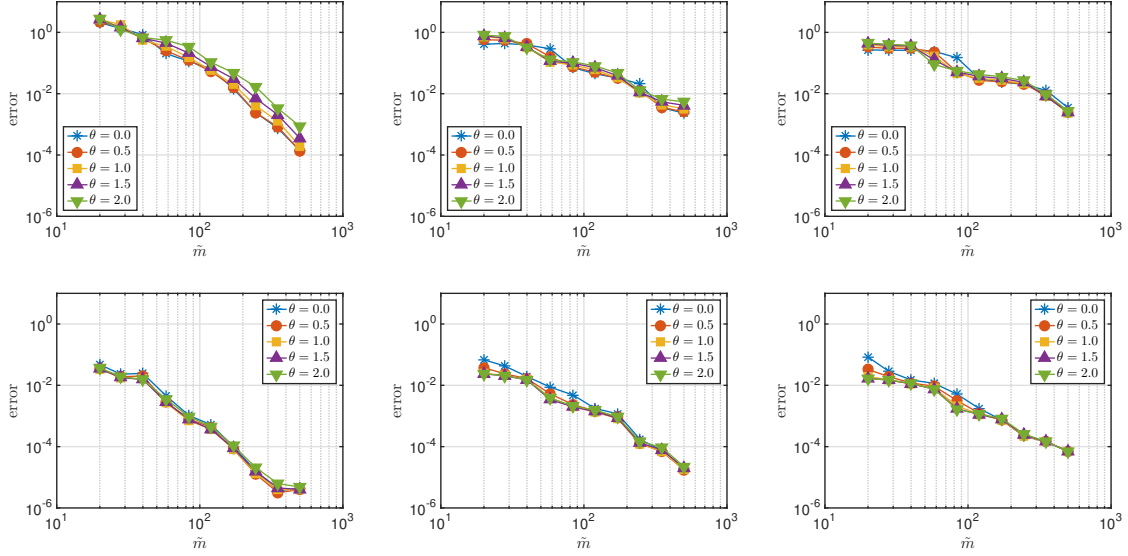 10^0
10^-2
10^-4
10^-6
error
θ = 0.0
θ = 0.5
θ = 1.0
θ = 1.5
θ = 2.0
10^1
10^2
10^3
m̃
10^0
10^-2
10^-4
10^-6
error
θ = 0.0
θ = 0.5
θ = 1.0
θ = 1.5
θ = 2.0
10^1
10^2
10^3
m̃
10^0
10^-2
10^-4
10^-6
error
θ = 0.0
θ = 0.5
θ = 1.0
θ = 1.5
θ = 2.0
10^1
10^2
10^3
m̃
10^0
10^-2
10^-4
10^-6
error
θ = 0.0
θ = 0.5
θ = 1.0
θ = 1.5
θ = 2.0
10^1
10^2
10^3
m̃
10^0
10^-2
10^-4
10^-6
error
θ = 0.0
θ = 0.5
θ = 1.0
θ = 1.5
θ = 2.0
10^1
10^2
10^3
m̃
10^0
10^-2
10^-4
10^-6
error
θ = 0.0
θ = 0.5
θ = 1.0
θ = 1.5
θ = 2.0
10^1
10^2
10^3
m̃